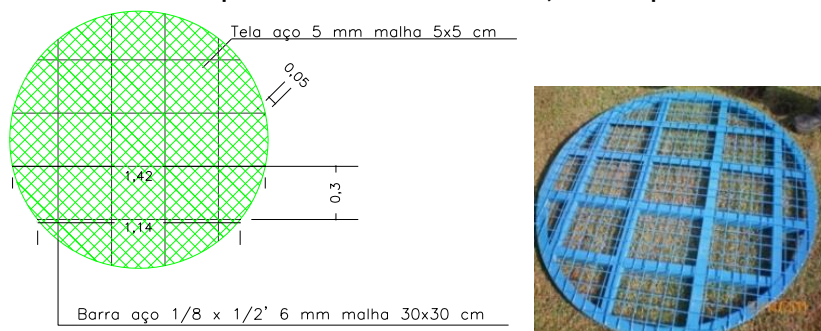 Tela aço 5 mm malha 5x5 cm
0,05
1,42
0,3
1,14
Barra aço 1/8 x 1/2' 6 mm malha 30x30 cm